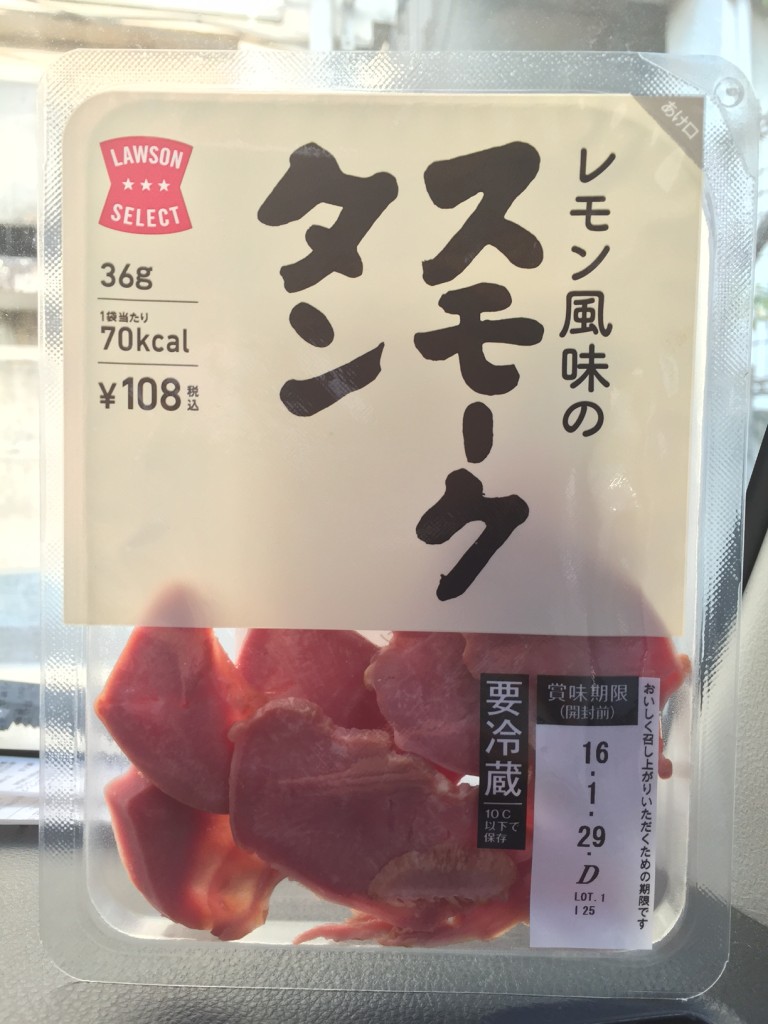 あけ口
LAWSON
SELECT
36g
1袋当たり
70kcal
¥108税込
レモン風味の
スモーク
タン
要冷蔵
10℃
以下で
保存
賞味期限
(開封前)
16.1.29.D
LOT. 1
I 25
おいしく召し上がりいただくための期限です